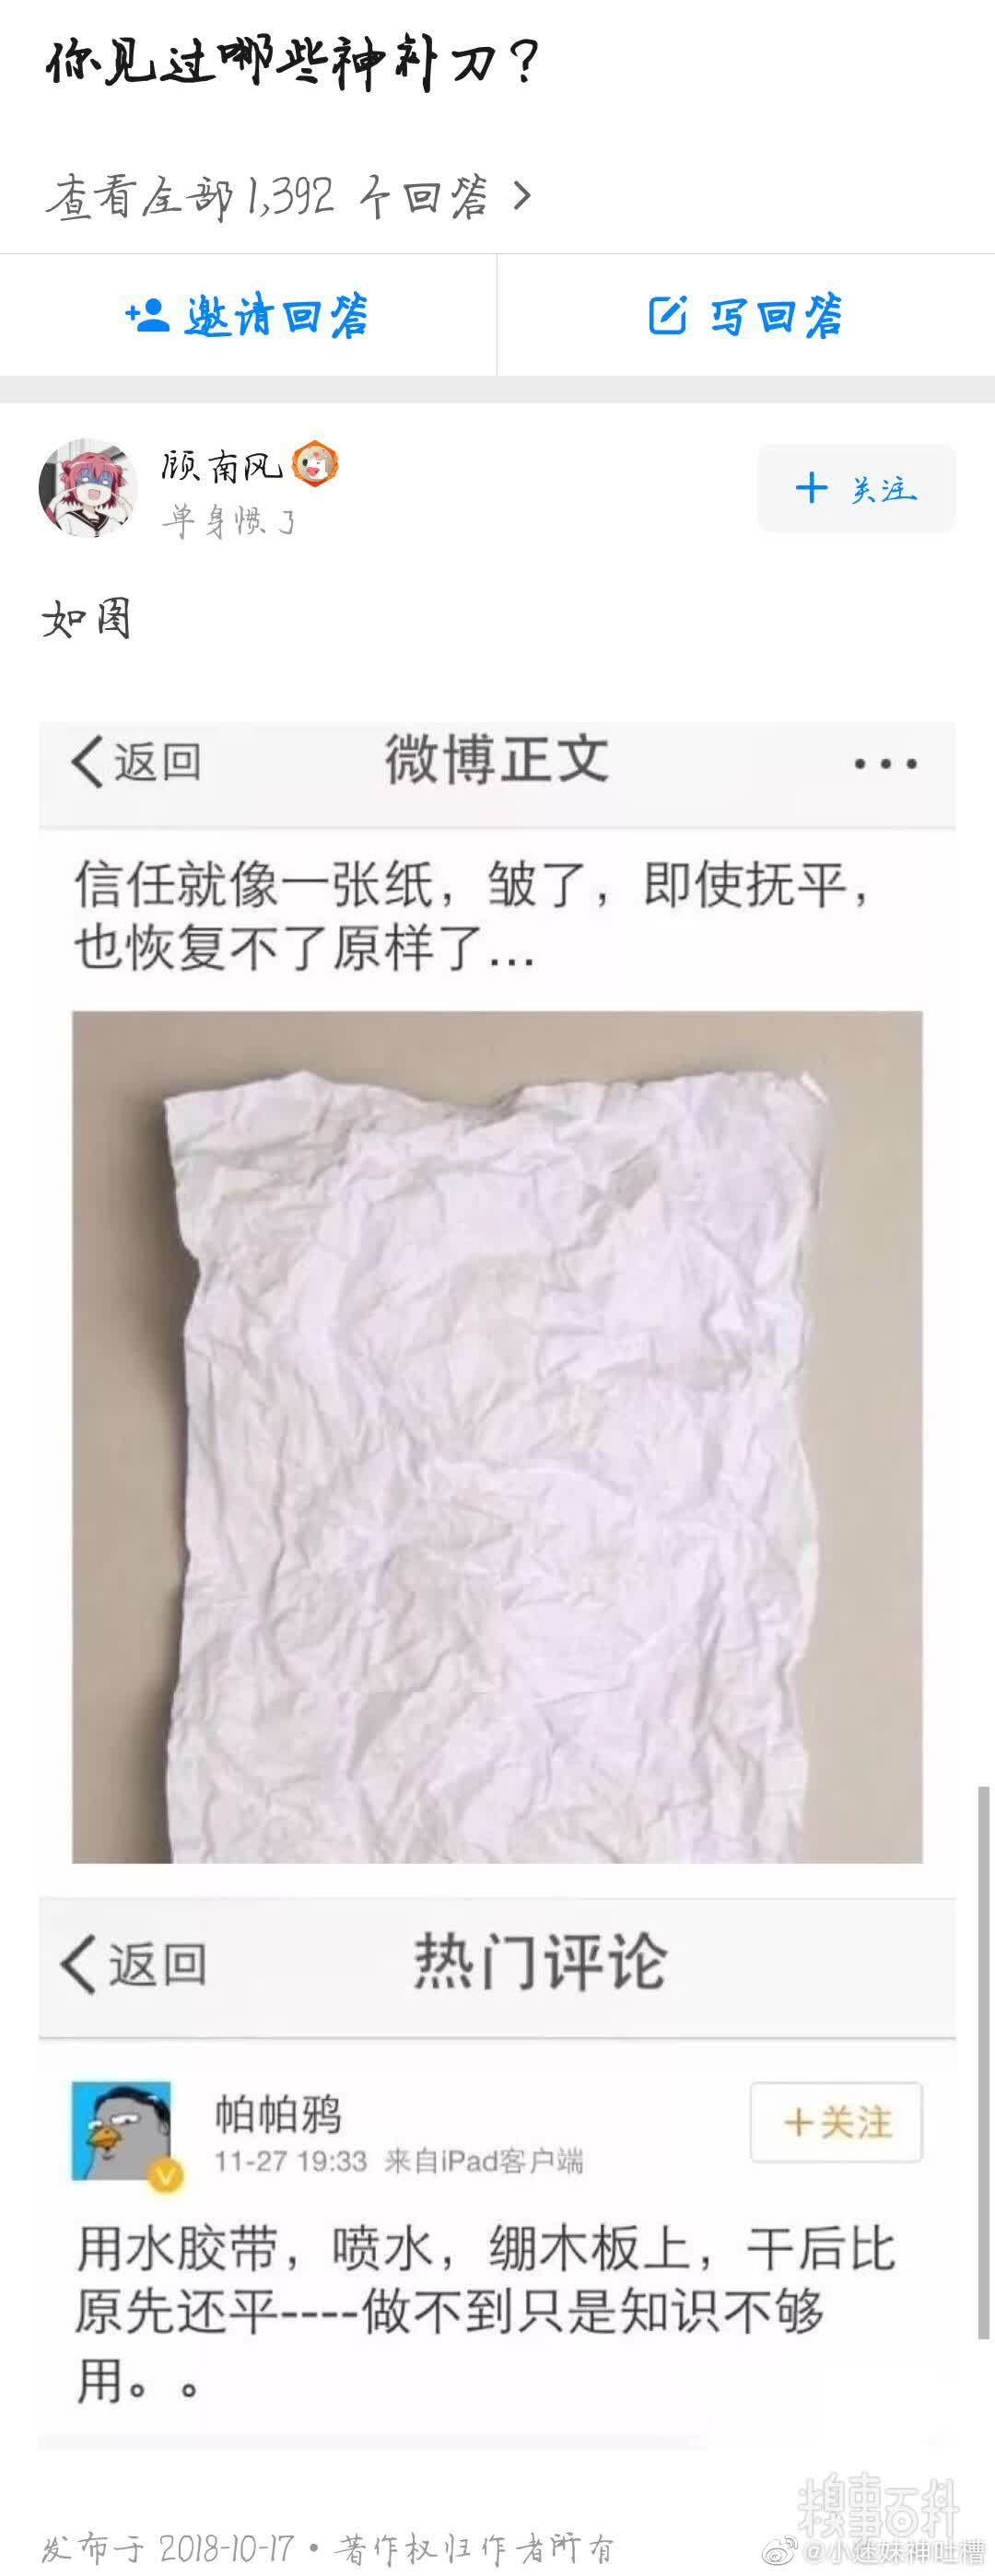 你见过哪些神补刀?
查看全部1,392 个回答
邀请回答
写回答
顾南风
单身惯了
+ 关注
如图
返回
微博正文
信任就像一张纸，皱了，即使抚平，
也恢复不了原样了...
返回
热门评论
帕帕鸦
+关注
11-27 19:33 来自iPad客户端
用水胶带，喷水，绷木板上，干后比
原先还平----做不到只是知识不够
用。。
糗事百科
发布于 2018-10-17 · 著作权归作者所有
@小迷妹神吐槽